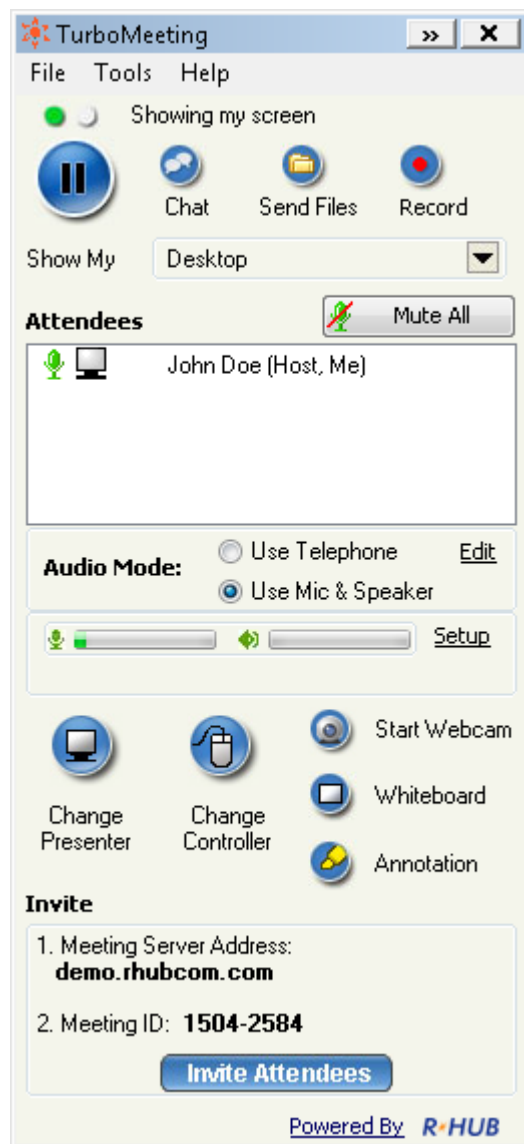 TurboMeeting
File Tools Help
Showing my screen
Chat Send Files Record
Show My Desktop
Attendees Mute All
John Doe (Host, Me)
Audio Mode: Use Telephone Edit
Use Mic & Speaker
Setup
Start Webcam
Whiteboard
Change Presenter
Change Controller
Annotation
Invite
1. Meeting Server Address:
demo.rhubcom.com
2. Meeting ID: 1504-2584
Invite Attendees
Powered By R-HUB